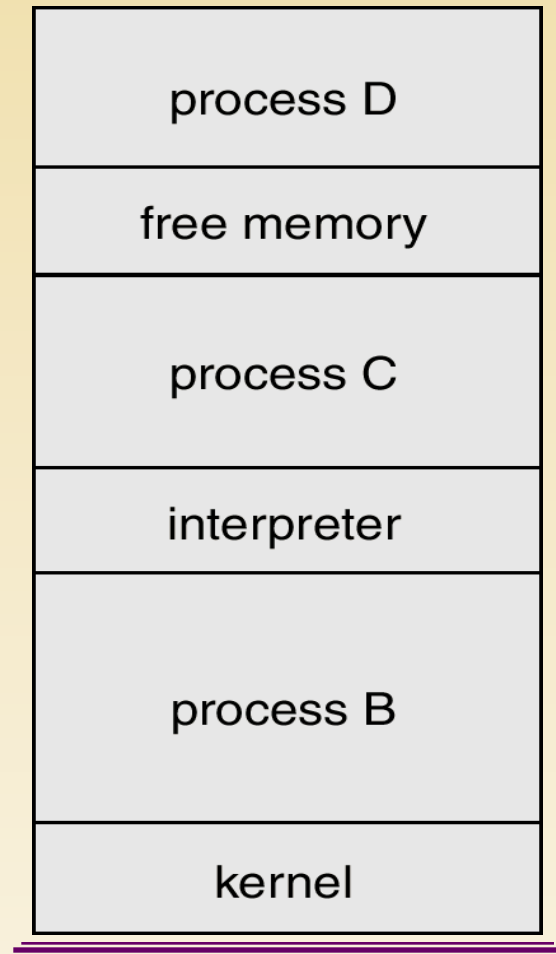 process D
free memory
process C
interpreter
process B
kernel